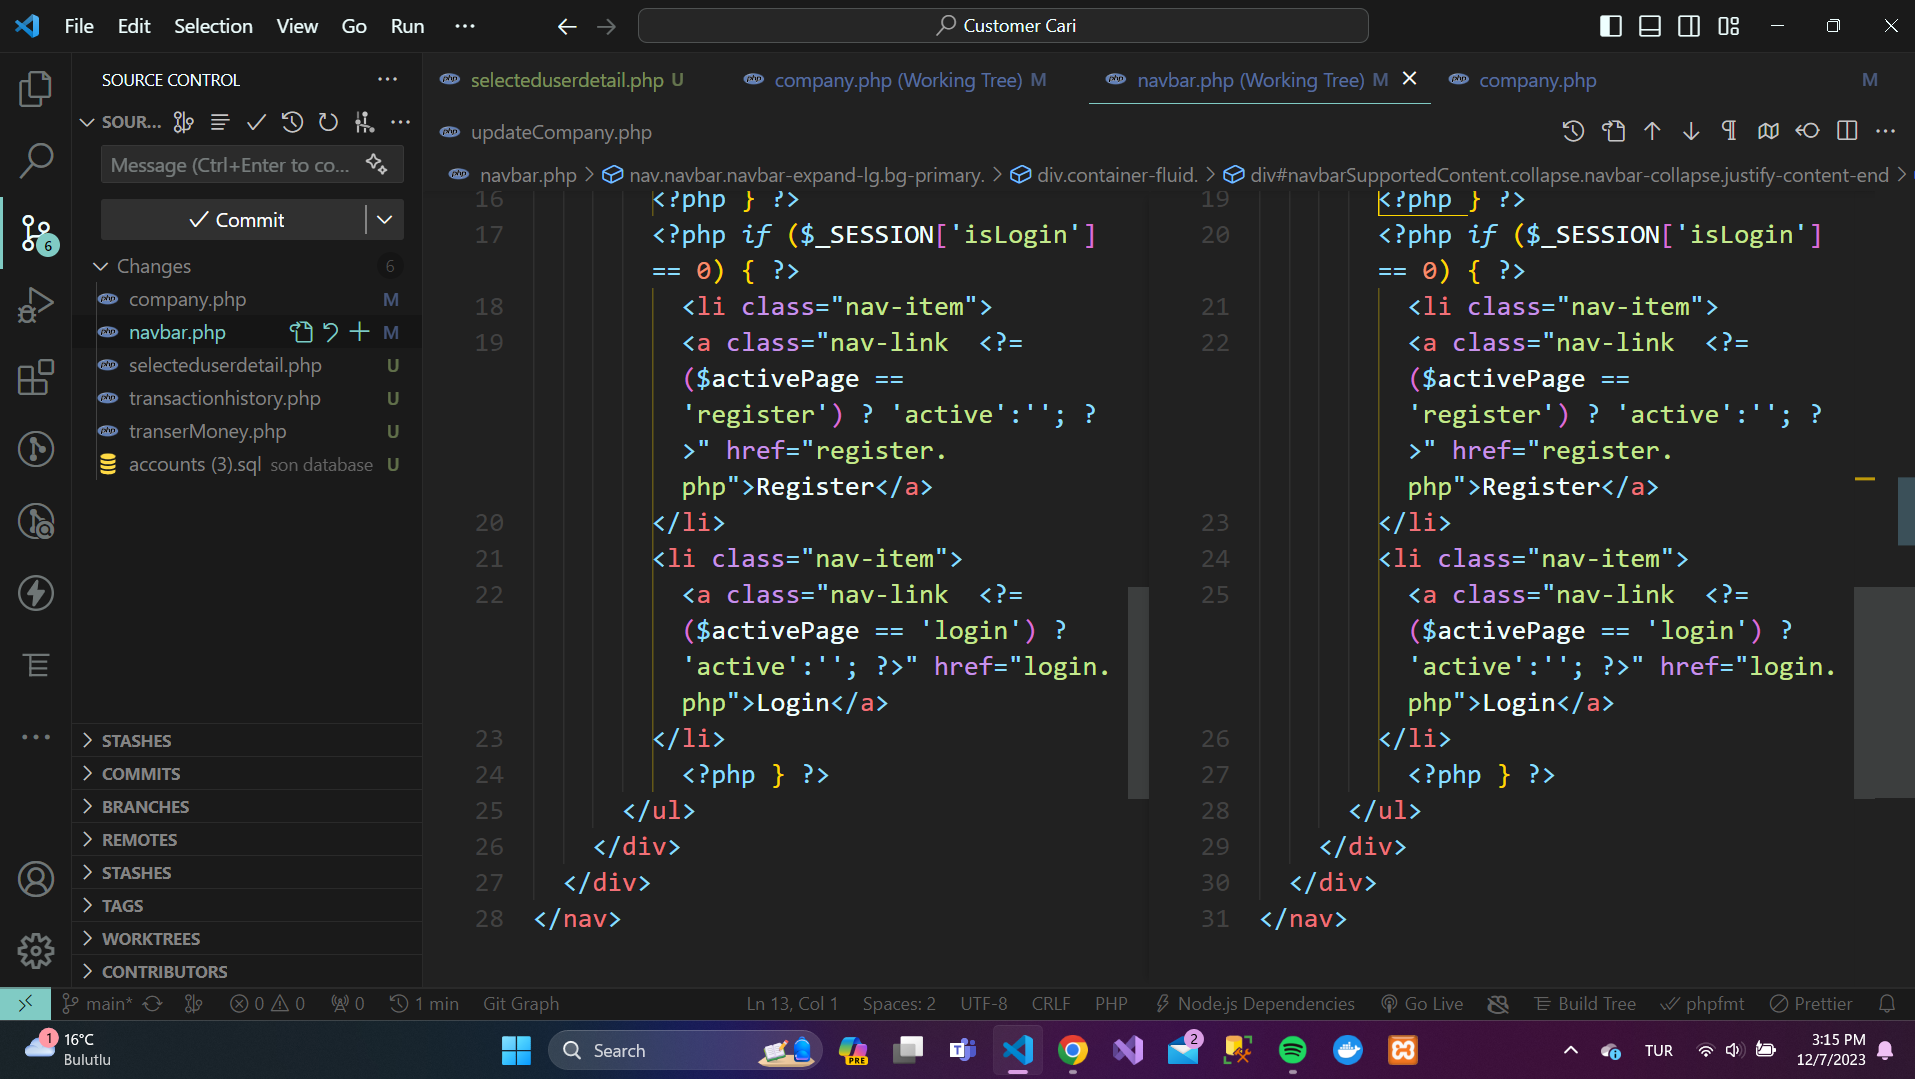 File Edit Selection View Go Run
Customer Cari
SOURCE CONTROL
SOUR...
Message (Ctrl+Enter to co...
Commit
6
Changes 6
company.php M
navbar.php M
selecteduserdetail.php U
transactionhistory.php U
transerMoney.php U
accounts (3).sql son database U
STASHES
COMMITS
BRANCHES
REMOTES
STASHES
TAGS
WORKTREES
CONTRIBUTORS
selecteduserdetail.php U
company.php (Working Tree) M
navbar.php (Working Tree) M
company.php M
updateCompany.php
navbar.php > nav.navbar.navbar-expand-lg.bg-primary. > div.container-fluid. > div#navbarSupportedContent.collapse.navbar-collapse.justify-content-end >
16 <?php } ?>
17 <?php if ($_SESSION['isLogin']
== 0) { ?>
18 <li class="nav-item">
19 <a class="nav-link  <?=
($activePage ==
'register') ? 'active':''; ?
>" href="register.
php">Register</a>
20 </li>
21 <li class="nav-item">
22 <a class="nav-link  <?=
($activePage == 'login') ?
'active':''; ?>" href="login.
php">Login</a>
23 </li>
24 <?php } ?>
25 </ul>
26 </div>
27 </div>
28 </nav>
19 <?php } ?>
20 <?php if ($_SESSION['isLogin']
== 0) { ?>
21 <li class="nav-item">
22 <a class="nav-link  <?=
($activePage ==
'register') ? 'active':''; ?
>" href="register.
php">Register</a>
23 </li>
24 <li class="nav-item">
25 <a class="nav-link  <?=
($activePage == 'login') ?
'active':''; ?>" href="login.
php">Login</a>
26 </li>
27 <?php } ?>
28 </ul>
29 </div>
30 </div>
31 </nav>
main* 0 0 0 1 min Git Graph Ln 13, Col 1 Spaces: 2 UTF-8 CRLF PHP Node.js Dependencies Go Live Build Tree phpfmt Prettier
1
16°C
Bulutlu
Search
PRE
2
TUR
3:15 PM
12/7/2023